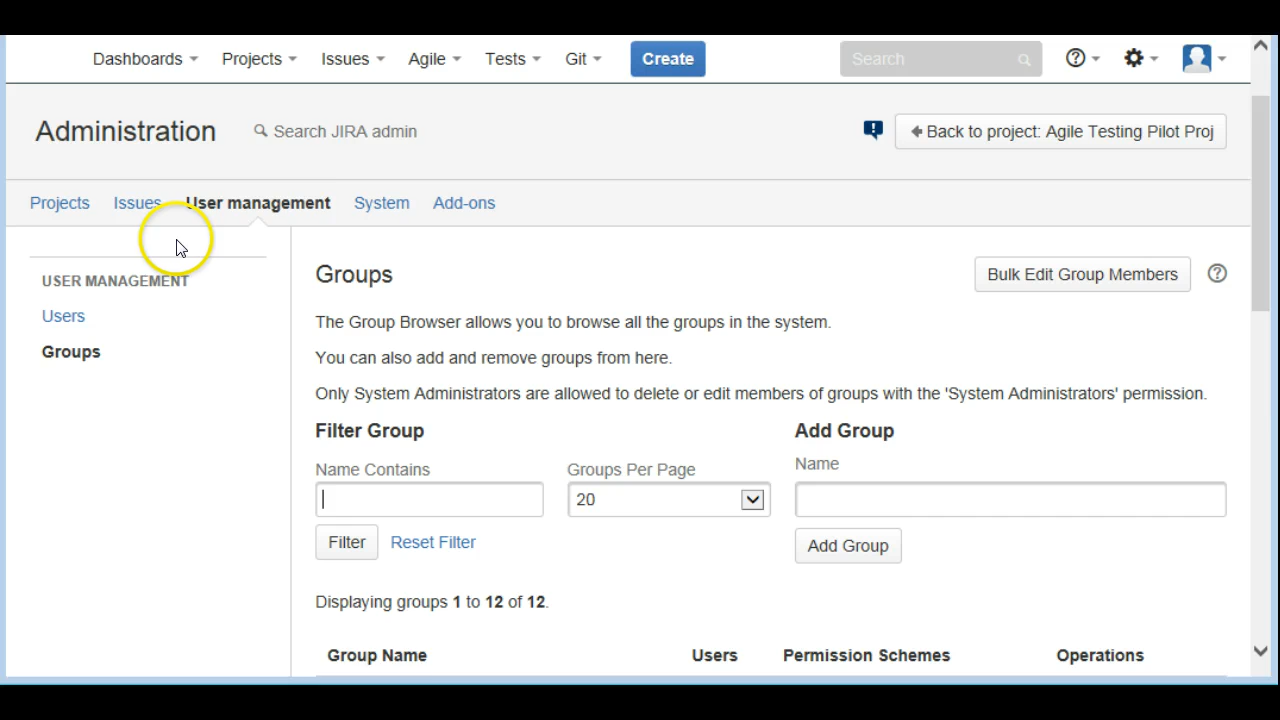 Dashboards Projects Issues Agile Tests Git Create Search
Administration Search JIRA admin Back to project: Agile Testing Pilot Proj
Projects Issues User management System Add-ons
USER MANAGEMENT
Users
Groups
Groups Bulk Edit Group Members
The Group Browser allows you to browse all the groups in the system.
You can also add and remove groups from here.
Only System Administrators are allowed to delete or edit members of groups with the 'System Administrators' permission.
Filter Group Add Group
Name Contains Groups Per Page Name
20
Filter Reset Filter Add Group
Displaying groups 1 to 12 of 12.
Group Name Users Permission Schemes Operations